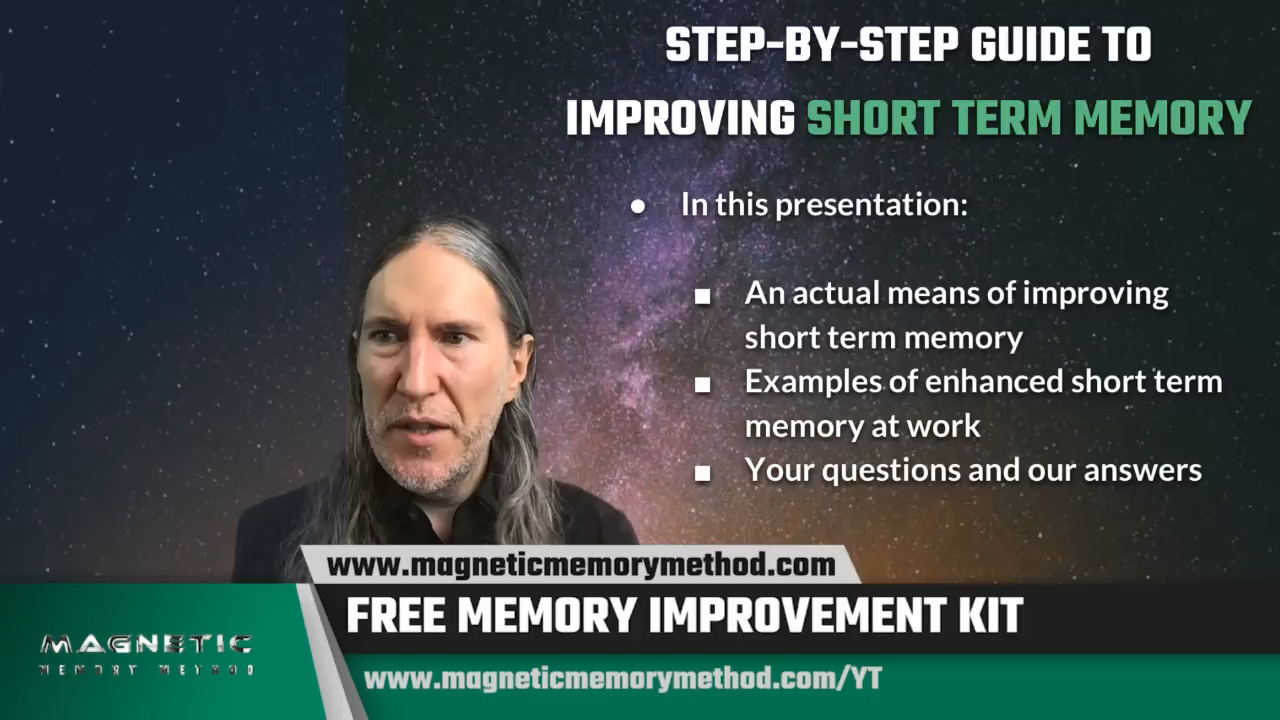 STEP-BY-STEP GUIDE TO
IMPROVING SHORT TERM MEMORY
● In this presentation:
■ An actual means of improving
short term memory
■ Examples of enhanced short term
memory at work
■ Your questions and our answers
www.magneticmemorymethod.com
FREE MEMORY IMPROVEMENT KIT
MAGNETIC
MEMORY METHOD
www.magneticmemorymethod.com/YT